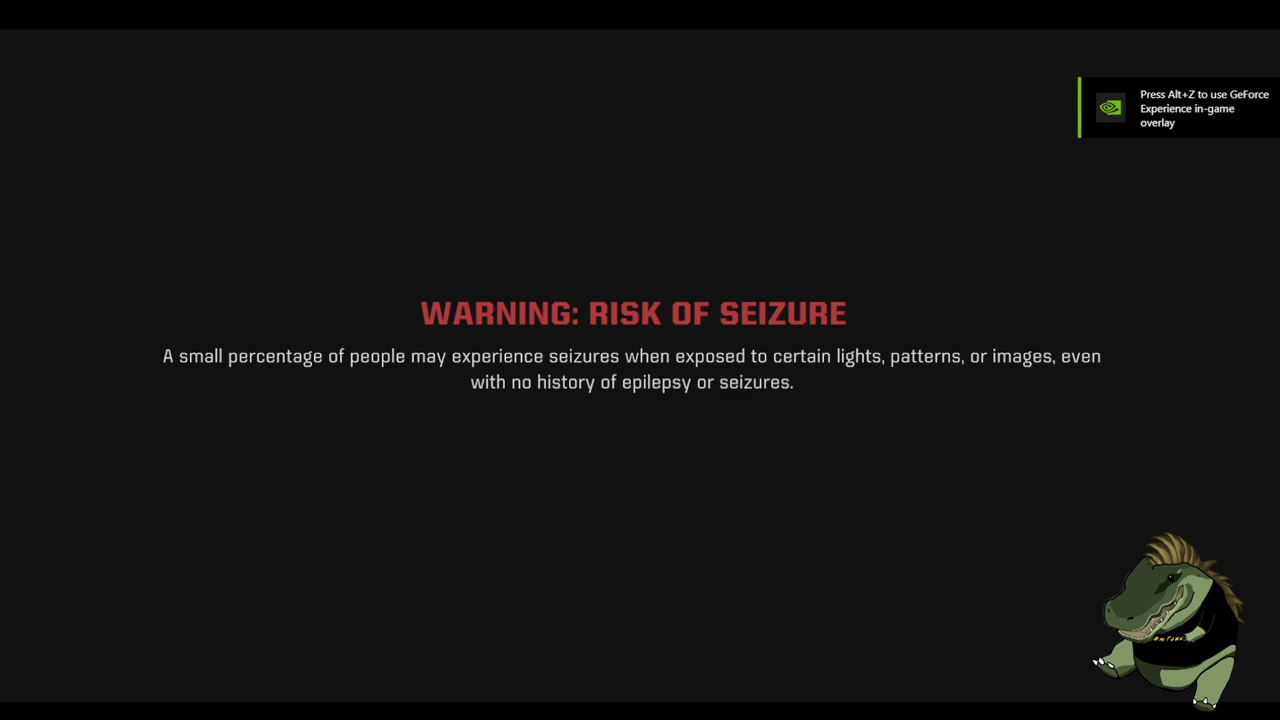 Press Alt+Z to use GeForce
Experience in-game
overlay
WARNING: RISK OF SEIZURE
A small percentage of people may experience seizures when exposed to certain lights, patterns, or images, even
with no history of epilepsy or seizures.